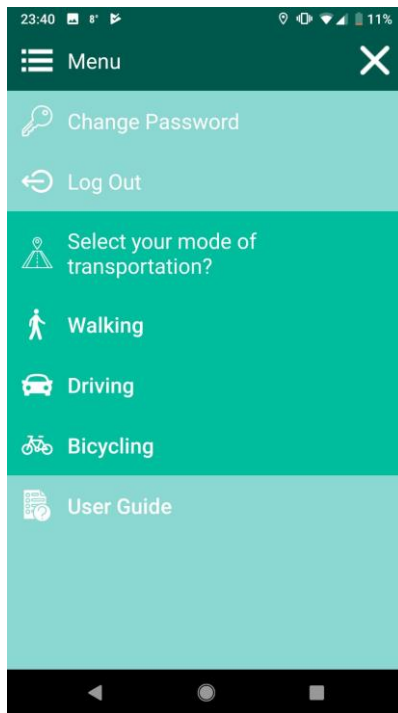 23:40 8° 11%
Menu
Change Password
Log Out
Select your mode of
transportation?
Walking
Driving
Bicycling
User Guide